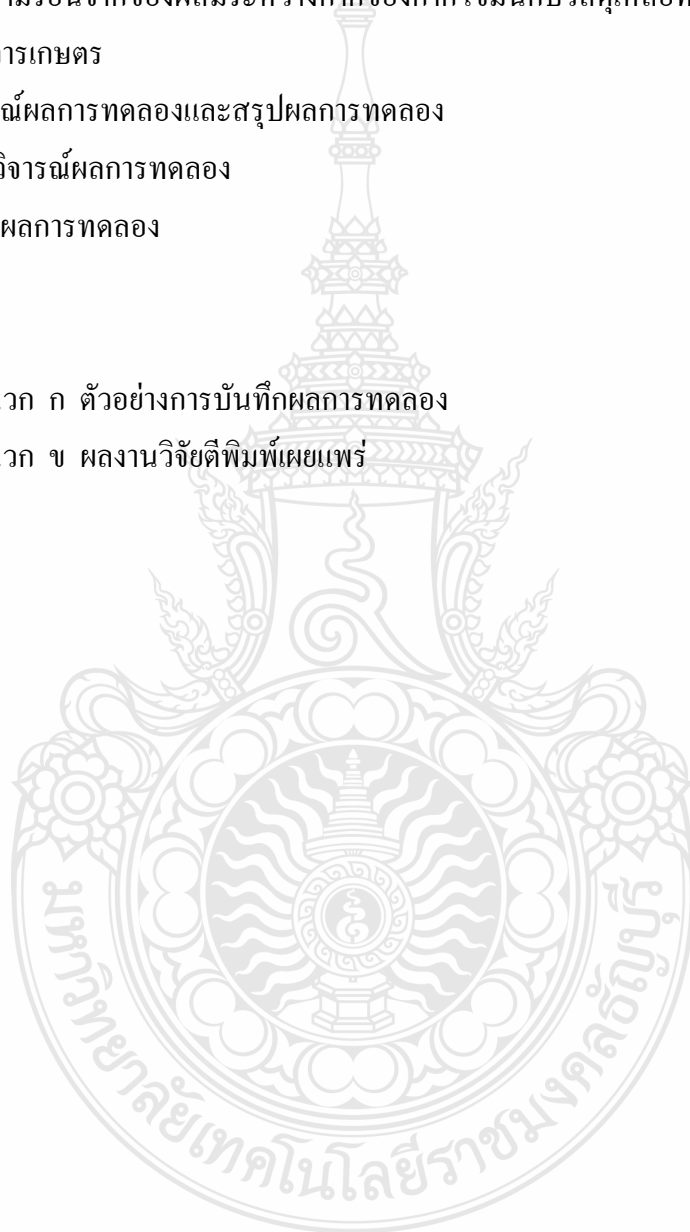 ารเกษตร
ณ์ผลการทดลองและสรุปผลการทดลอง
วิจารณ์ผลการทดลอง
ผลการทดลอง
วก ก ตัวอย่างการบันทึกผลการทดลอง
วก ข ผลงานวิจัยตีพิมพ์เผยแพร่
มหาวิทยาลัยเทคโนโลยีราชมงคลธัญบุรี